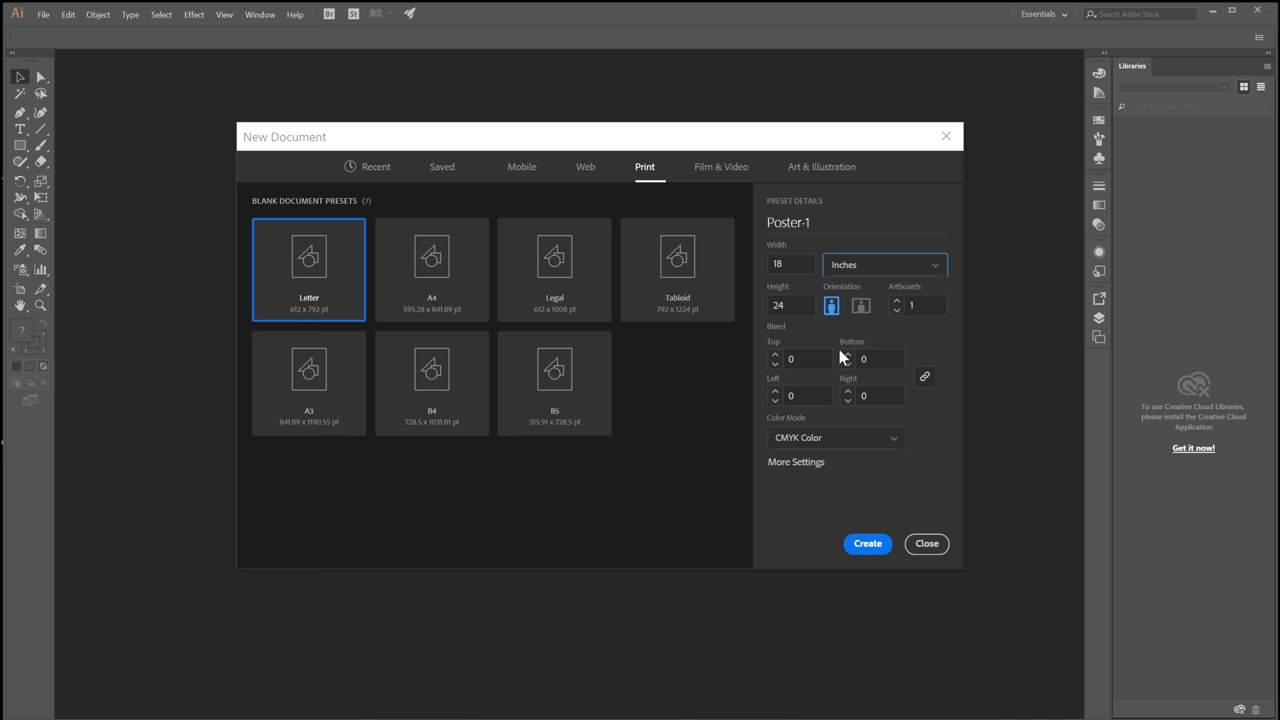 Ai File Edit Object Type Select Effect View Window Help Br St Essentials Search Adobe Stock
Libraries
New Document
Recent Saved Mobile Web Print Film & Video Art & Illustration
BLANK DOCUMENT PRESETS (7)
Letter
612 x 792 pt
A4
595.28 x 841.89 pt
Legal
612 x 1008 pt
Tabloid
792 x 1224 pt
A3
841.89 x 1190.55 pt
B4
728.5 x 1031.81 pt
B5
515.91 x 728.5 pt
PRESET DETAILS
Poster-1
Width
18 Inches
Height Orientation Artboards
24 1
Bleed
Top Bottom
0 0
Left Right
0 0
Color Mode
CMYK Color
More Settings
Create Close
?
To use Creative Cloud Libraries,
please install the Creative Cloud
Application
Get it now!